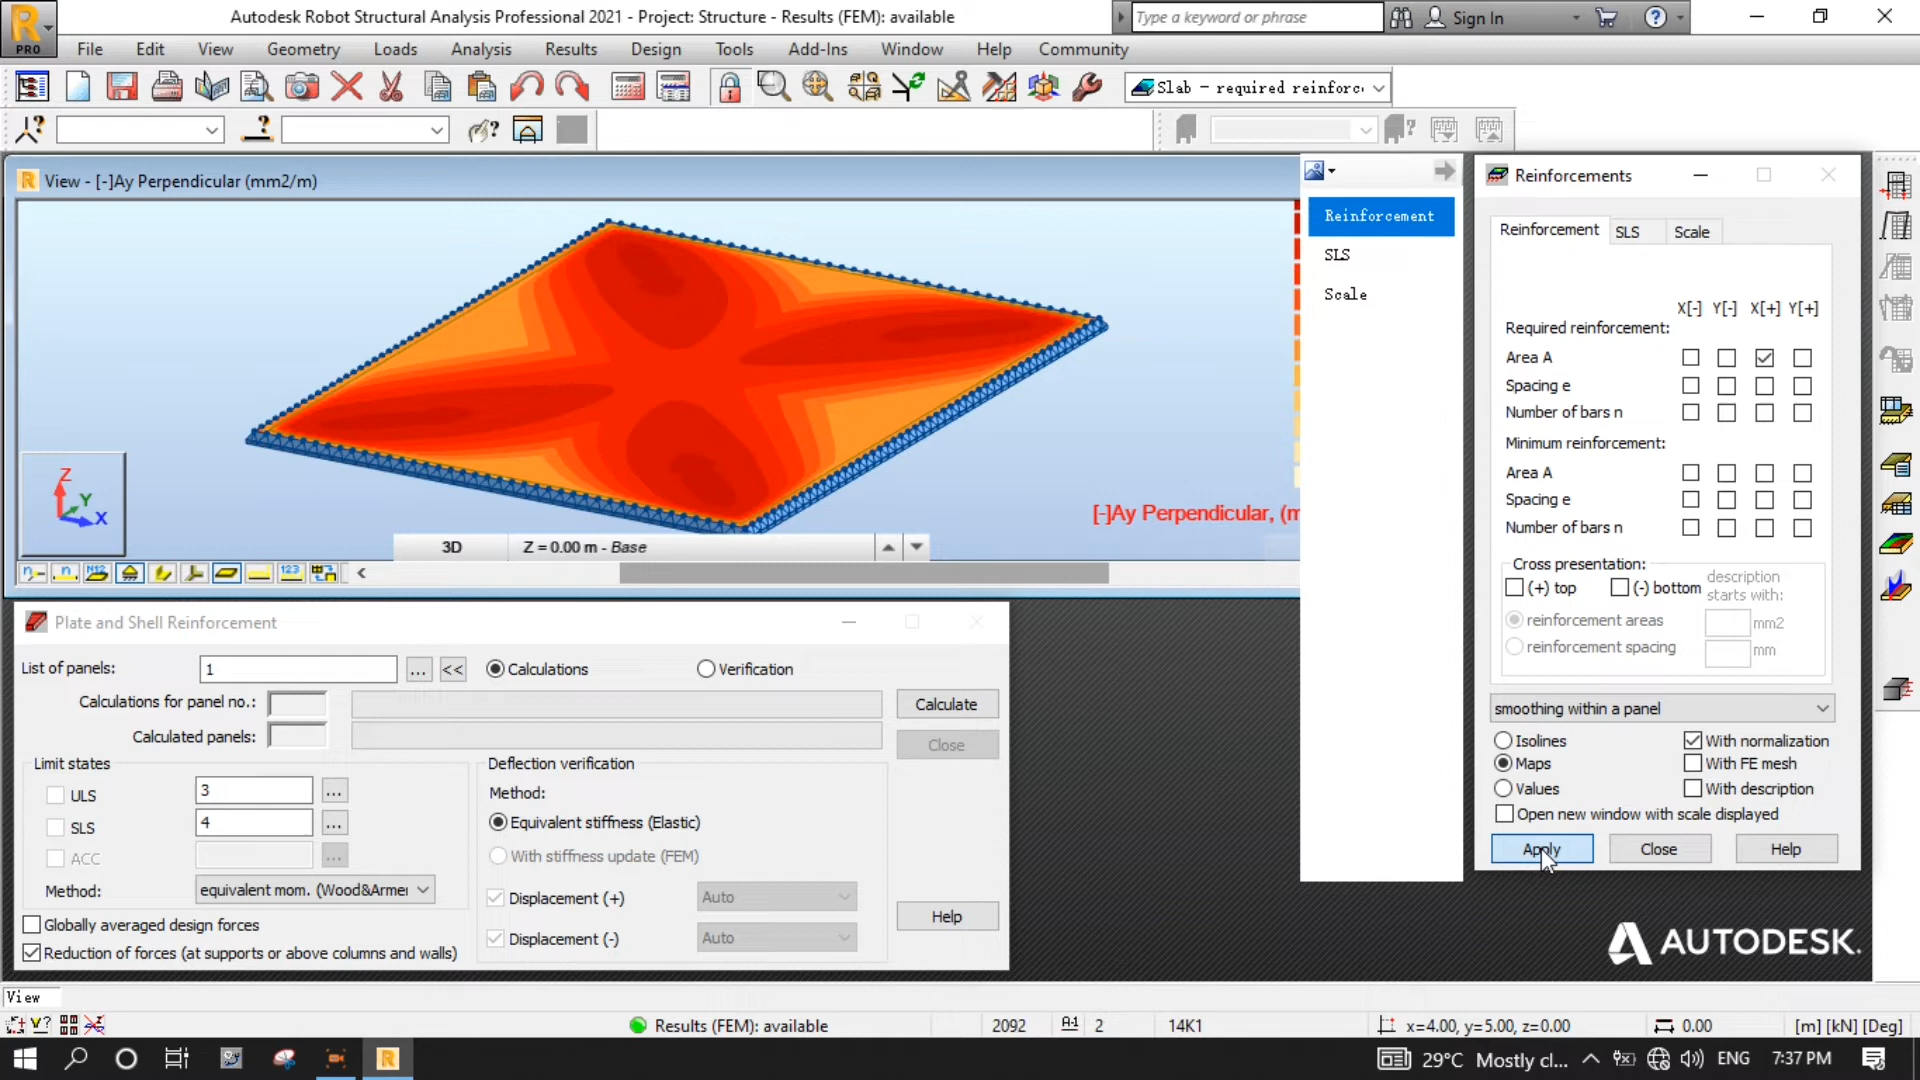 Autodesk Robot Structural Analysis Professional 2021 - Project: Structure - Results (FEM): available
Type a keyword or phrase
Sign In
PRO
File Edit View Geometry Loads Analysis Results Design Tools Add-Ins Window Help Community
Slab - required reinforc
View - [-]Ay Perpendicular (mm2/m)
Reinforcement
SLS
Scale
Z
Y
X
[-]Ay Perpendicular, (m
3D
Z = 0.00 m - Base
Reinforcements
Reinforcement SLS Scale
X[-] Y[-] X[+] Y[+]
Required reinforcement:
Area A
Spacing e
Number of bars n
Minimum reinforcement:
Area A
Spacing e
Number of bars n
Cross presentation:
(+) top
(-) bottom
description
starts with:
reinforcement areas
mm2
reinforcement spacing
mm
smoothing within a panel
Isolines
With normalization
Maps
With FE mesh
Values
With description
Open new window with scale displayed
Apply Close Help
Plate and Shell Reinforcement
List of panels:
1
...
<<
Calculations
Verification
Calculations for panel no.:
Calculate
Calculated panels:
Close
Limit states
ULS
3
...
SLS
4
...
ACC
...
Method:
equivalent mom. (Wood&Armer
Globally averaged design forces
Reduction of forces (at supports or above columns and walls)
Deflection verification
Method:
Equivalent stiffness (Elastic)
With stiffness update (FEM)
Displacement (+)
Auto
Displacement (-)
Auto
Help
AUTODESK.
View
Results (FEM): available
2092
2
14K1
x=4.00, y=5.00, z=0.00
0.00
[m] [kN] [Deg]
29°C Mostly cl...
ENG
7:37 PM